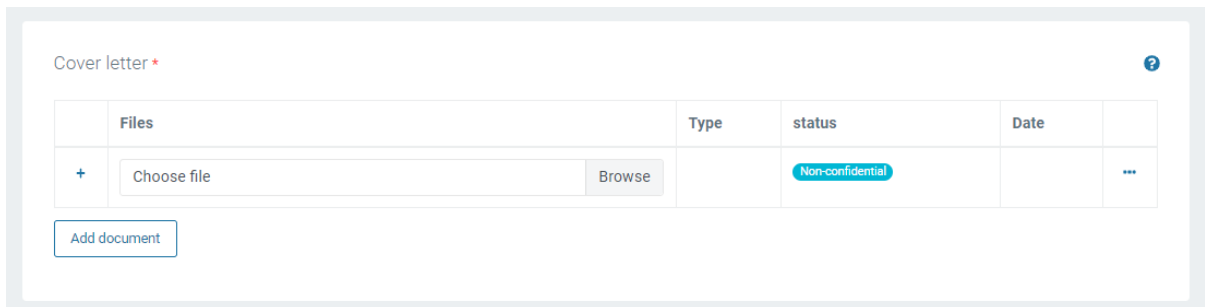 Cover letter *
Files Type status Date
+ Choose file Browse Non-confidential ...
Add document